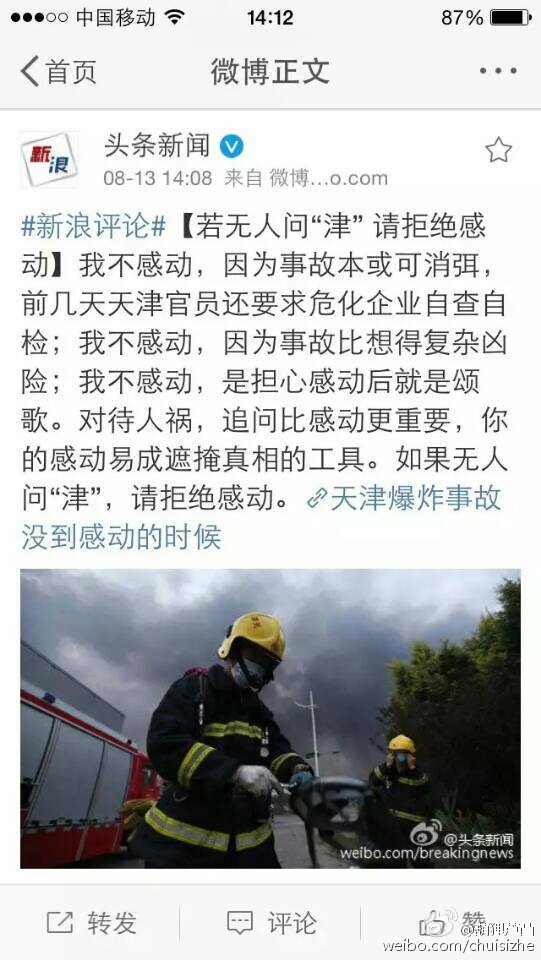 中国移动 14:12 87%
首页 微博正文
新浪 头条新闻
08-13 14:08 来自 微博...o.com
#新浪评论#【若无人问“津” 请拒绝感
动】我不感动，因为事故本或可消弭，
前几天天津官员还要求危化企业自查自
检；我不感动，因为事故比想得复杂凶
险；我不感动，是担心感动后就是颂
歌。对待人祸，追问比感动更重要，你
的感动易成遮掩真相的工具。如果无人
问“津”，请拒绝感动。天津爆炸事故
没到感动的时候
@头条新闻
weibo.com/breakingnews
转发 评论 赞
weibo.com/chuisizhe